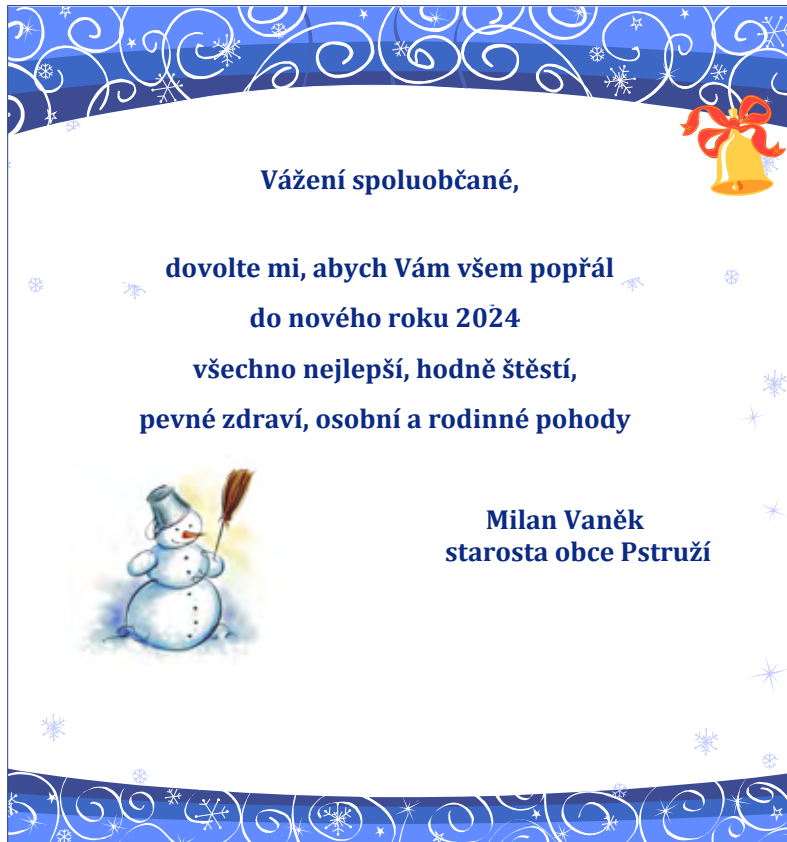 Vážení spoluobčané,
dovolte mi, abych Vám všem popřál
do nového roku 2024
všechno nejlepší, hodně štěstí,
pevné zdraví, osobní a rodinné pohody
Milan Vaněk
starosta obce Pstruží